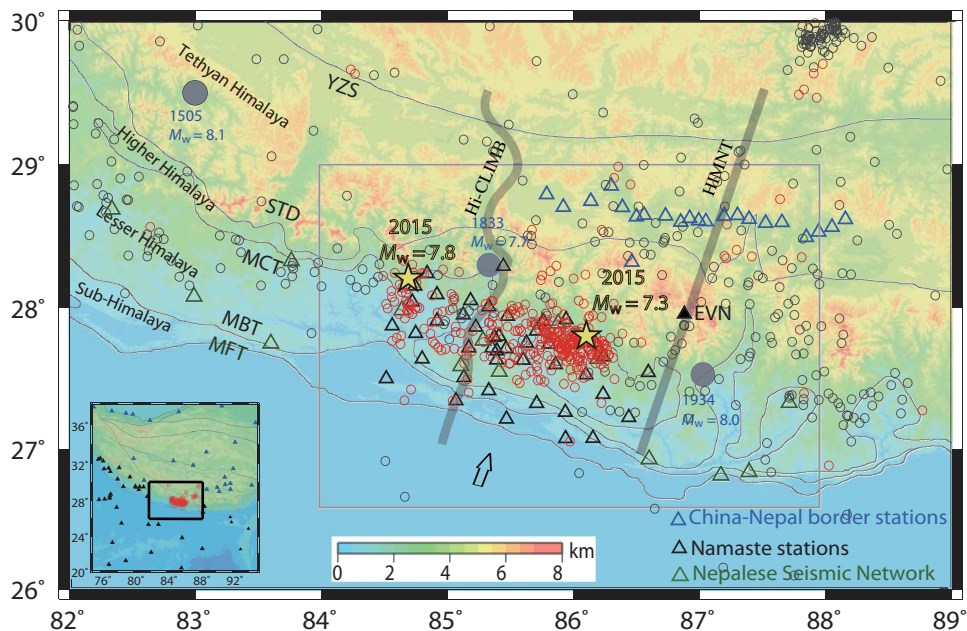 30°
29°
28°
27°
26°
82°
83°
84°
85°
86°
87°
88°
89°
Tethyan Himalaya
YZS
1505
Mw = 8.1
Higher Himalaya
STD
Hi-CLIMB
HIMNT
Lesser Himalaya
MCT
2015
Mw = 7.8
1833
Mw = 7.7
2015
Mw = 7.3
EVN
Sub-Himalaya
MBT
MFT
1934
Mw = 8.0
36°
32°
28°
24°
20°
76°
80°
84°
88°
92°
0
2
4
6
8
km
China-Nepal border stations
Namaste stations
Nepalese Seismic Network